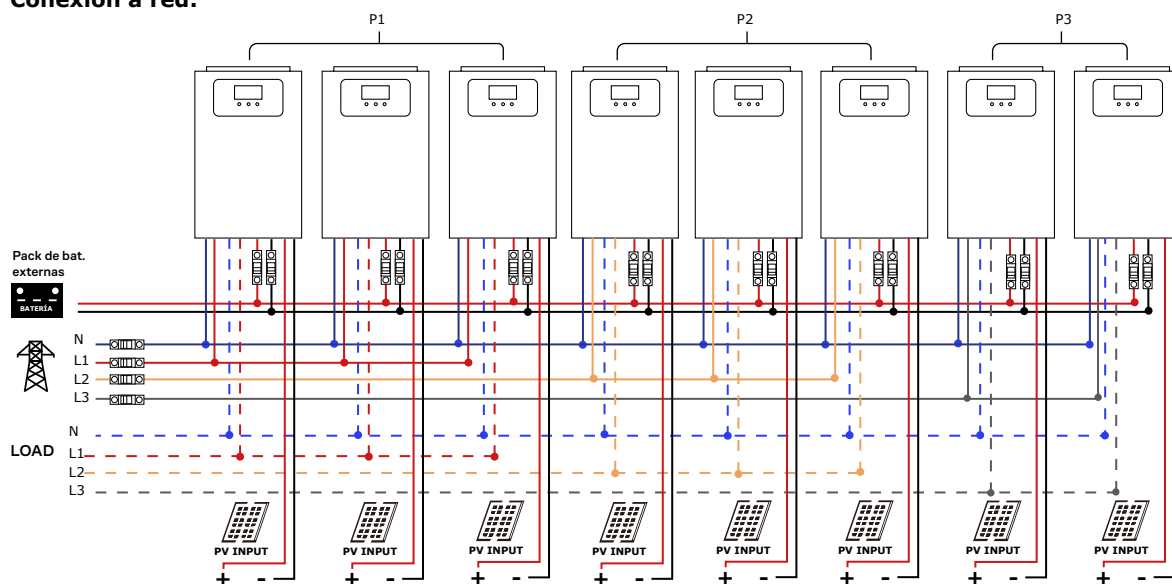 Conexión a red:
P1 P2 P3
Pack de bat.
externas
BATERÍA
N
L1
L2
L3
LOAD
N
L1
L2
L3
PV INPUT PV INPUT PV INPUT PV INPUT PV INPUT PV INPUT PV INPUT PV INPUT
+ - + - + - + - + - + - + - + -